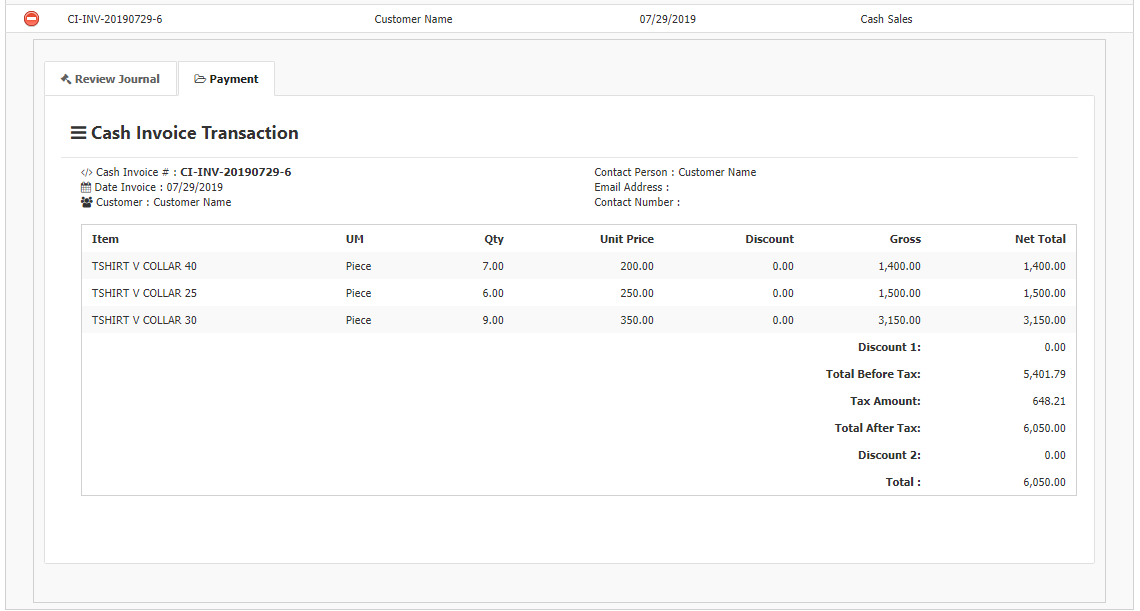 CI-INV-20190729-6 Customer Name 07/29/2019 Cash Sales
Review Journal Payment
Cash Invoice Transaction
Cash Invoice # : CI-INV-20190729-6 Contact Person : Customer Name
Date Invoice : 07/29/2019 Email Address :
Customer : Customer Name Contact Number :
Item UM Qty Unit Price Discount Gross Net Total
TSHIRT V COLLAR 40 Piece 7.00 200.00 0.00 1,400.00 1,400.00
TSHIRT V COLLAR 25 Piece 6.00 250.00 0.00 1,500.00 1,500.00
TSHIRT V COLLAR 30 Piece 9.00 350.00 0.00 3,150.00 3,150.00
Discount 1: 0.00
Total Before Tax: 5,401.79
Tax Amount: 648.21
Total After Tax: 6,050.00
Discount 2: 0.00
Total : 6,050.00